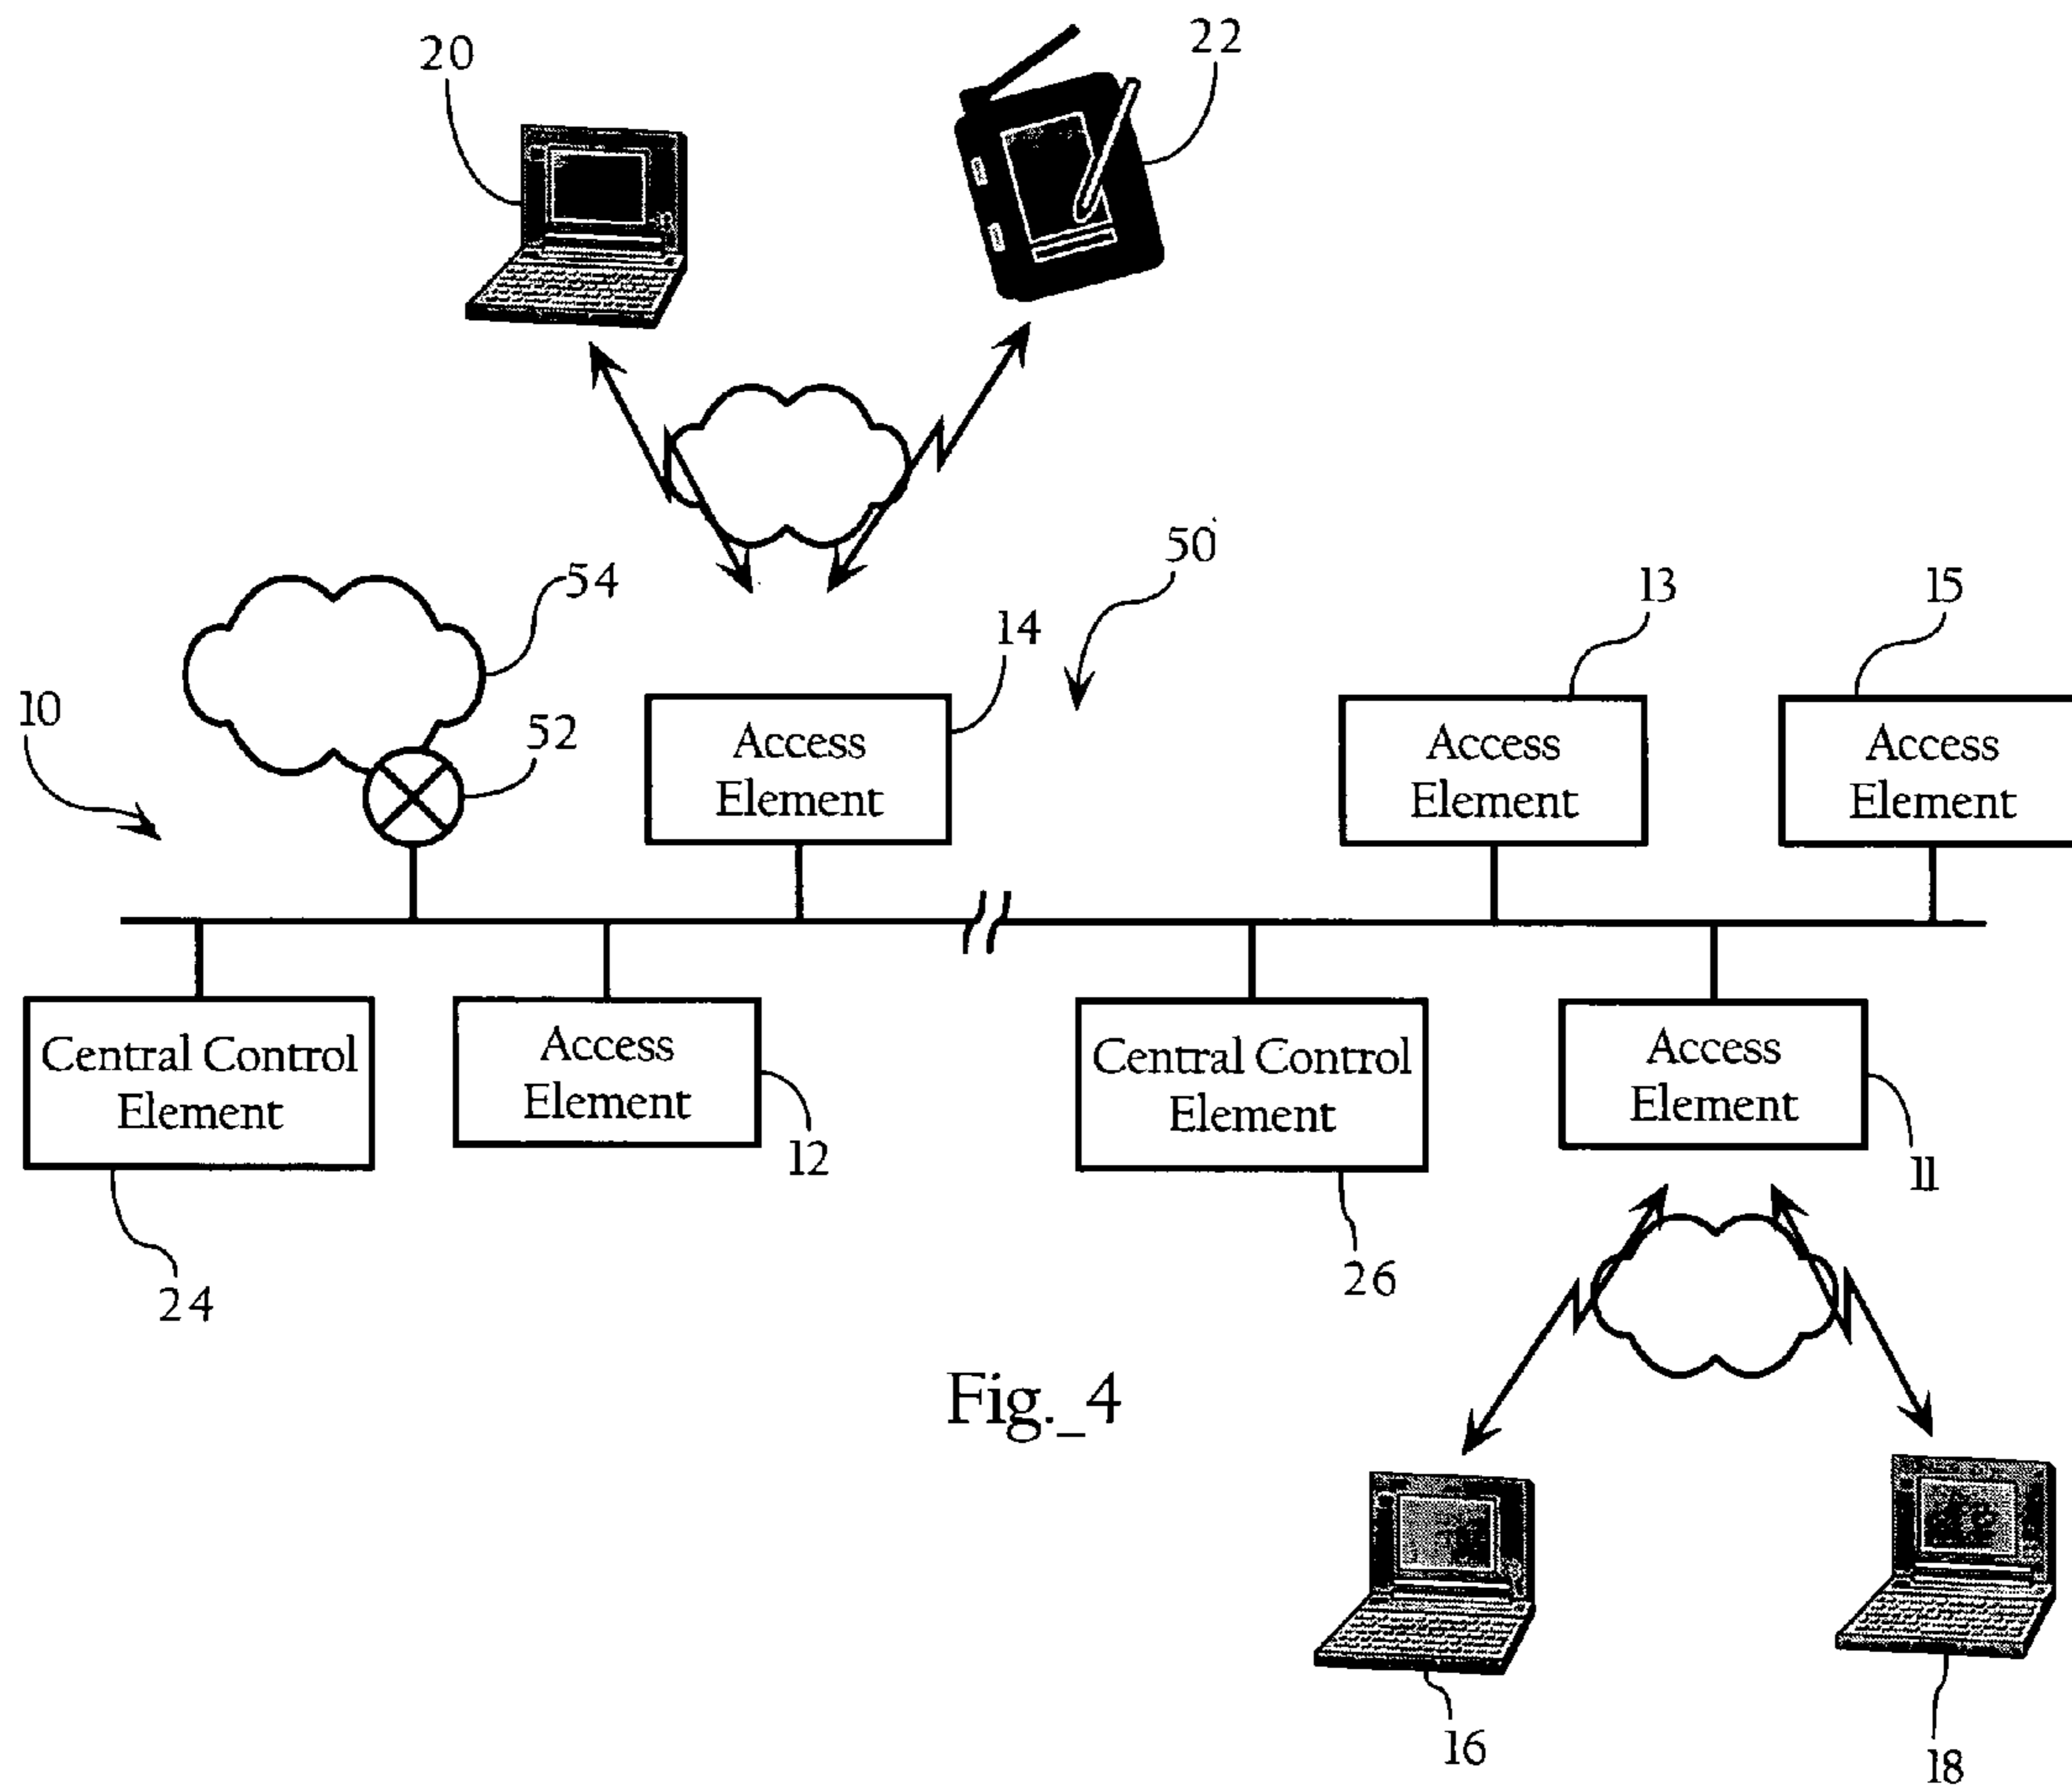 20
22
54
50
13
15
14
10
52
Access
Element
Access
Element
Access
Element
Central Control
Element
Access
Element
Central Control
Element
Access
Element
12
11
24
26
Fig._4
16
18